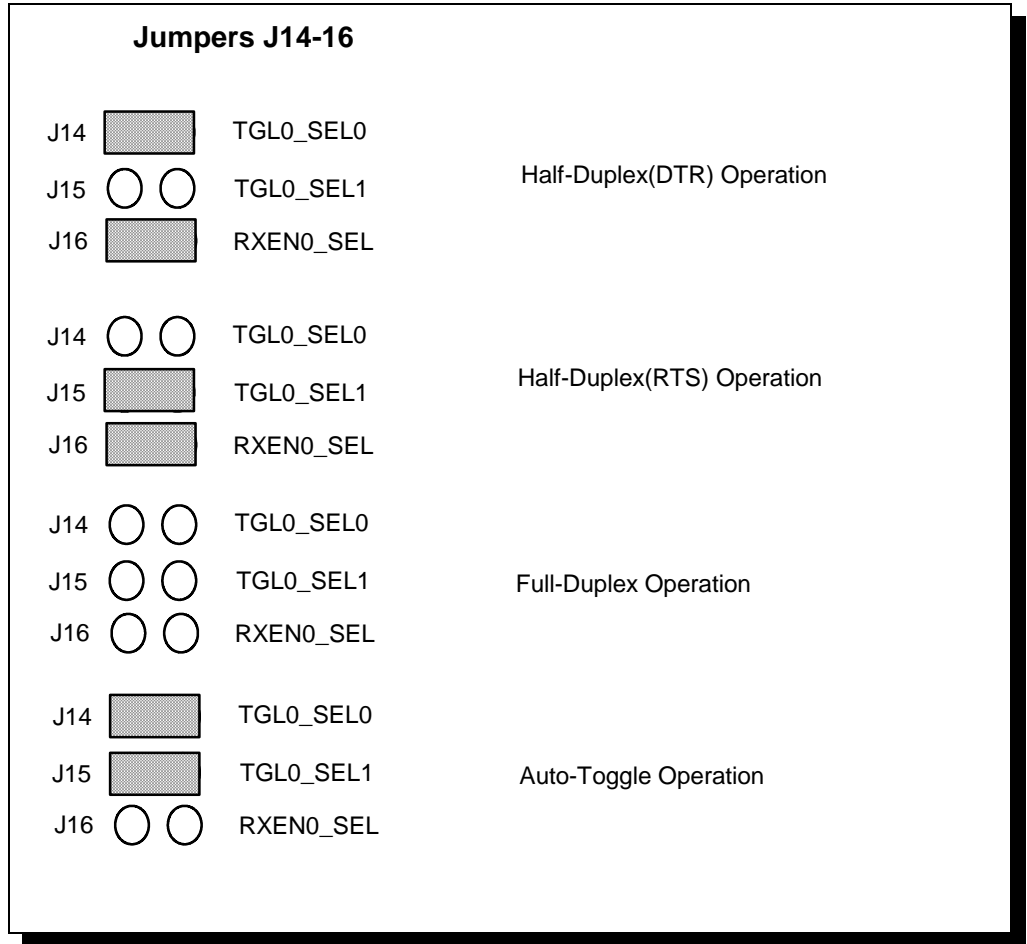 Jumpers J14-16
J14 TGL0_SEL0
J15 TGL0_SEL1
J16 RXEN0_SEL
Half-Duplex(DTR) Operation
J14 TGL0_SEL0
J15 TGL0_SEL1
J16 RXEN0_SEL
Half-Duplex(RTS) Operation
J14 TGL0_SEL0
J15 TGL0_SEL1
J16 RXEN0_SEL
Full-Duplex Operation
J14 TGL0_SEL0
J15 TGL0_SEL1
J16 RXEN0_SEL
Auto-Toggle Operation